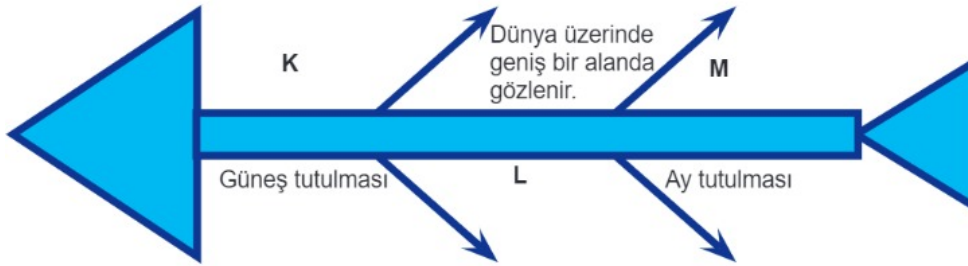 K
Dünya üzerinde
geniş bir alanda
gözlenir.
M
Güneş tutulması
L
Ay tutulması